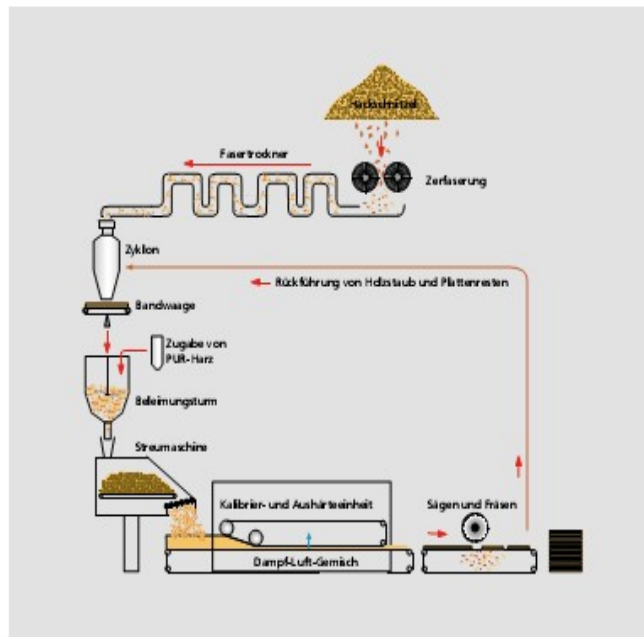 Hackschnitzel
Fasertrockner
Zerfaserung
Zyklon
Rückführung von Holzstaub und Plattenresten
Bandwaage
Zugabe von
PUR-Harz
Beleimungsturm
Streumaschine
Kalibrier- und Aushärteeinheit
Sägen und Fräsen
Dampf-Luft-Gemisch